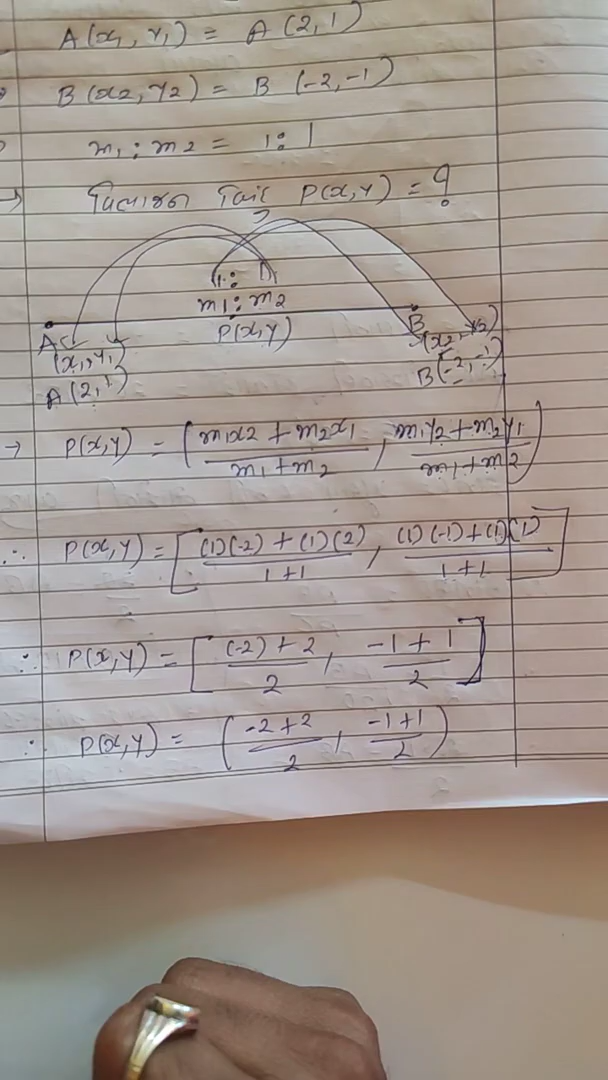 A(x₁, y₁) = A (2, 1)
B (x₂, y₂) = B (-2, -1)
m₁ : m₂ = 1 : 1
→ P(x, y) = ?
1 : 1
m₁ : m₂
A P(x, y) B
(x₁, y₁) (x₂, y₂)
A (2, 1) B(-2, -1)
→ P(x, y) = (m₁x₂ + m₂x₁ / m₁ + m₂, m₁y₂ + m₂y₁ / m₁ + m₂)
∴ P(x, y) = [(1)(-2) + (1)(2) / 1 + 1, (1)(-1) + (1)(1) / 1 + 1]
∴ P(x, y) = [(-2) + 2 / 2, -1 + 1 / 2]
∴ P(x, y) = (-2 + 2 / 2, -1 + 1 / 2)